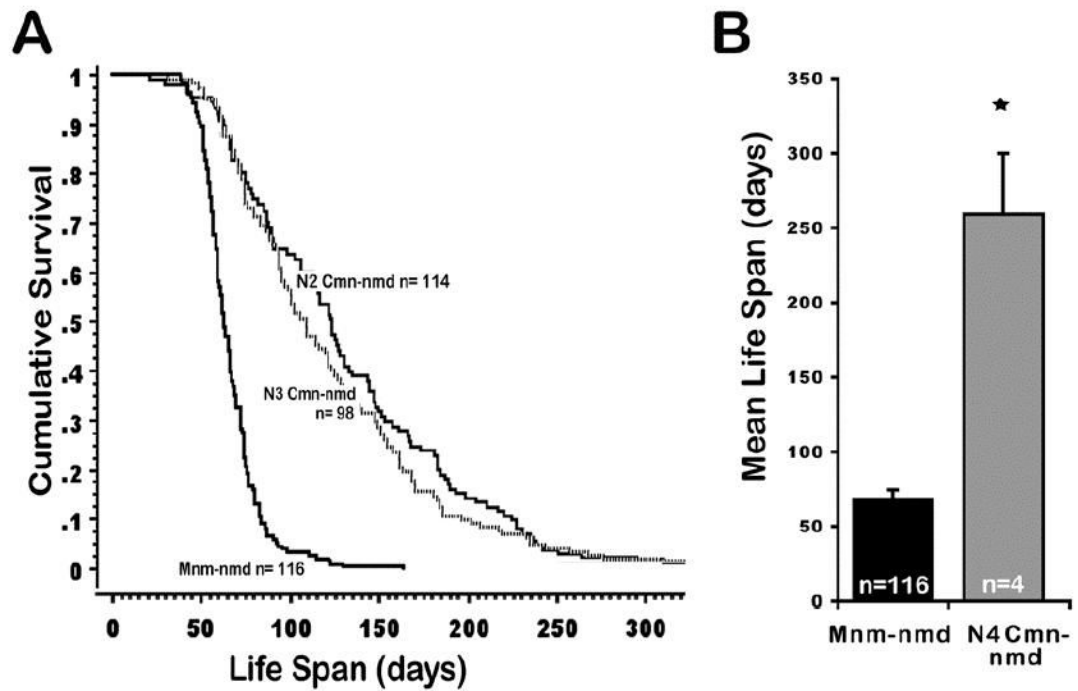 A
Cumulative Survival
1
.9
.8
.7
.6
.5
.4
.3
.2
.1
0
N2 Cmn-nmd n= 114
N3 Cmn-nmd
n= 98
Mnm-nmd n= 116
0 50 100 150 200 250 300
Life Span (days)
B
Mean Life Span (days)
350
300
250
200
150
100
50
0
n=116 n=4
Mnm-nmd N4 Cmn-
nmd